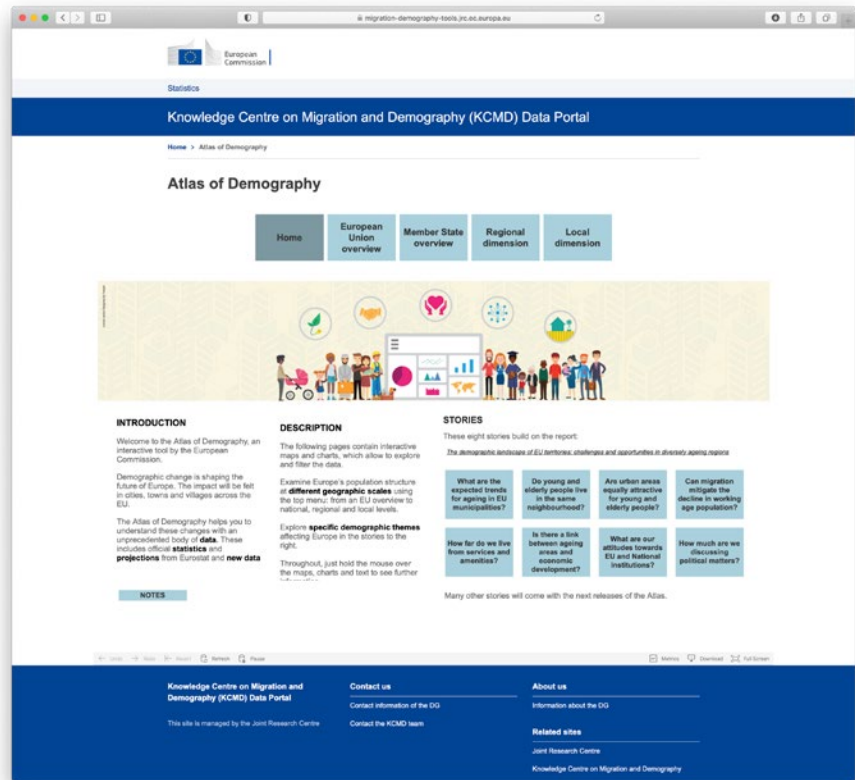 migration-demography-tools.jrc.ec.europa.eu
European
Commission
Statistics
Knowledge Centre on Migration and Demography (KCMD) Data Portal
Home > Atlas of Demography
Atlas of Demography
Home
European
Union
overview
Member State
overview
Regional
dimension
Local
dimension
INTRODUCTION
Welcome to the Atlas of Demography, an
interactive tool by the European
Commission.
Demographic change is shaping the
future of Europe. The impact will be felt
in cities, towns and villages across the
EU.
The Atlas of Demography helps you to
understand these changes with an
unprecedented body of data. These
includes official statistics and
projections from Eurostat and new data
NOTES
DESCRIPTION
The following pages contain interactive
maps and charts, which allow to explore
and filter the data.
Examine Europe's population structure
at different geographic scales using
the top menu: from an EU overview to
national, regional and local levels.
Explore specific demographic themes
affecting Europe in the stories to the
right.
Throughout, just hold the mouse over
the maps, charts and text to see further
STORIES
These eight stories build on the report:
The demographic landscape of EU territories: challenges and opportunities in diversely ageing regions
What are the
expected trends
for ageing in EU
municipalities?
Do young and
elderly people live
in the same
neighbourhood?
Are urban areas
equally attractive
for young and
elderly people?
Can migration
mitigate the
decline in working
age population?
How far do we live
from services and
amenities?
Is there a link
between ageing
areas and
economic
development?
What are our
attitudes towards
EU and National
institutions?
How much are we
discussing
political matters?
Many other stories will come with the next releases of the Atlas.
Undo Redo Revert Refresh Pause
Metrics Download Full Screen
Knowledge Centre on Migration and
Demography (KCMD) Data Portal
This site is managed by the Joint Research Centre
Contact us
Contact information of the DG
Contact the KCMD team
About us
Information about the DG
Related sites
Joint Research Centre
Knowledge Centre on Migration and Demography